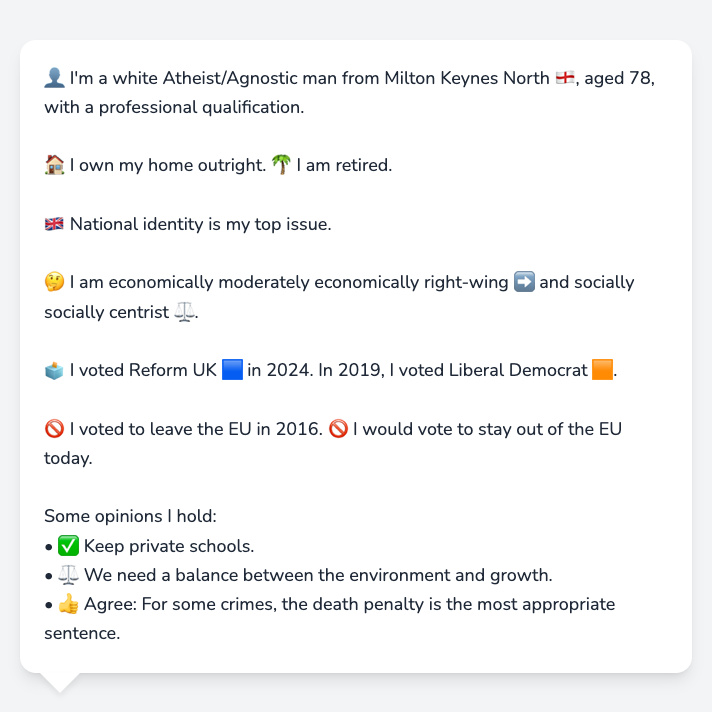 👤 I'm a white Atheist/Agnostic man from Milton Keynes North 🏴󠁧󠁢󠁥󠁮󠁧󠁿, aged 78,
with a professional qualification.
🏠 I own my home outright. 🌴 I am retired.
🇬🇧 National identity is my top issue.
🤔 I am economically moderately economically right-wing ➡️ and socially
socially centrist ⚖️.
🗳️ I voted Reform UK 🟦 in 2024. In 2019, I voted Liberal Democrat 🟧.
🚫 I voted to leave the EU in 2016. 🚫 I would vote to stay out of the EU
today.
Some opinions I hold:
• ✅ Keep private schools.
• ⚖️ We need a balance between the environment and growth.
• 👍 Agree: For some crimes, the death penalty is the most appropriate
sentence.